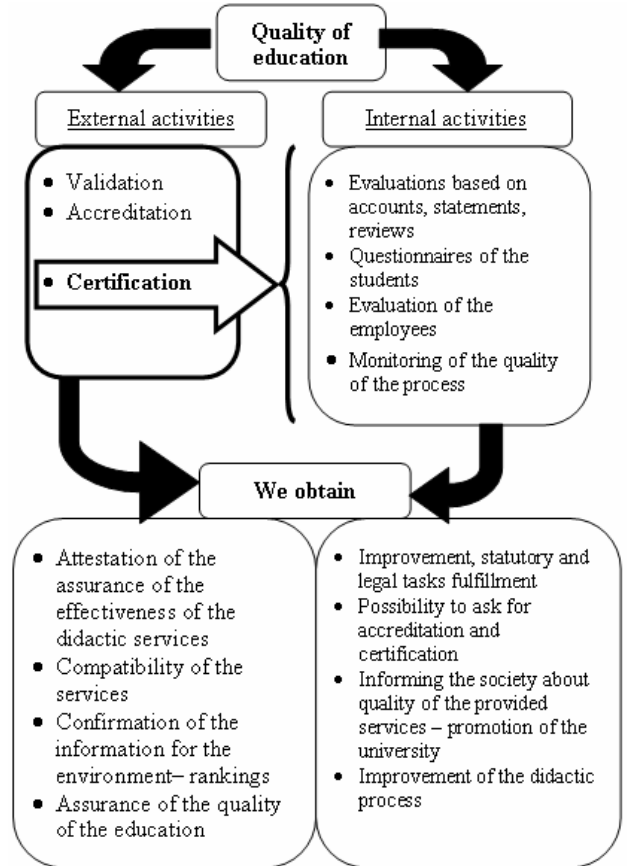 Quality of
education
External activities
Internal activities
• Validation
• Accreditation
• Certification
• Evaluations based on
accounts, statements,
reviews
• Questionnaires of the
students
• Evaluation of the
employees
• Monitoring of the quality
of the process
We obtain
• Attestation of the
assurance of the
effectiveness of the
didactic services
• Compatibility of the
services
• Confirmation of the
information for the
environment– rankings
• Assurance of the quality
of the education
• Improvement, statutory and
legal tasks fulfillment
• Possibility to ask for
accreditation and
certification
• Informing the society about
quality of the provided
services – promotion of the
university
• Improvement of the didactic
process